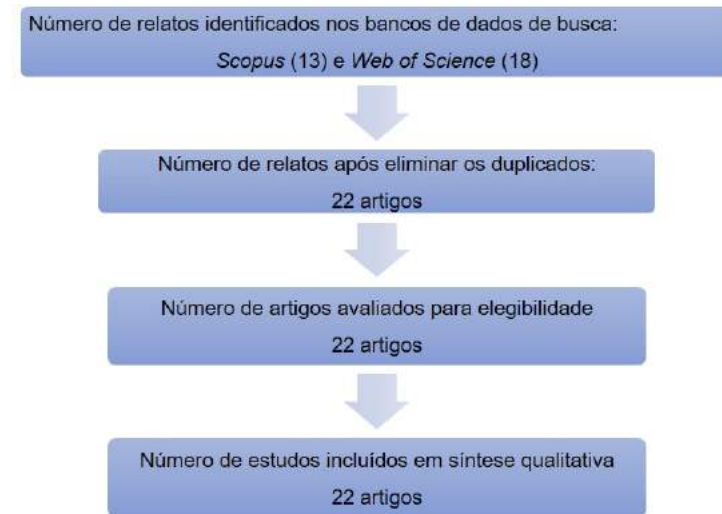 Número de relatos identificados nos bancos de dados de busca:
Scopus (13) e Web of Science (18)
Número de relatos após eliminar os duplicados:
22 artigos
Número de artigos avaliados para elegibilidade
22 artigos
Número de estudos incluídos em síntese qualitativa
22 artigos